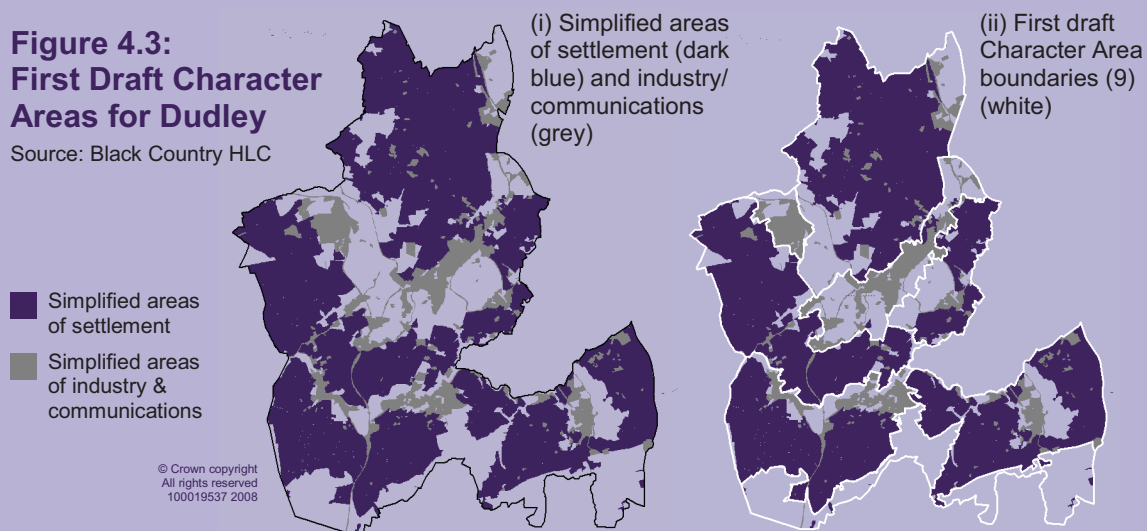 Figure 4.3:
First Draft Character
Areas for Dudley
Source: Black Country HLC
(i) Simplified areas
of settlement (dark
blue) and industry/
communications
(grey)
(ii) First draft
Character Area
boundaries (9)
(white)
Simplified areas
of settlement
Simplified areas
of industry &
communications
© Crown copyright
All rights reserved
100019537 2008